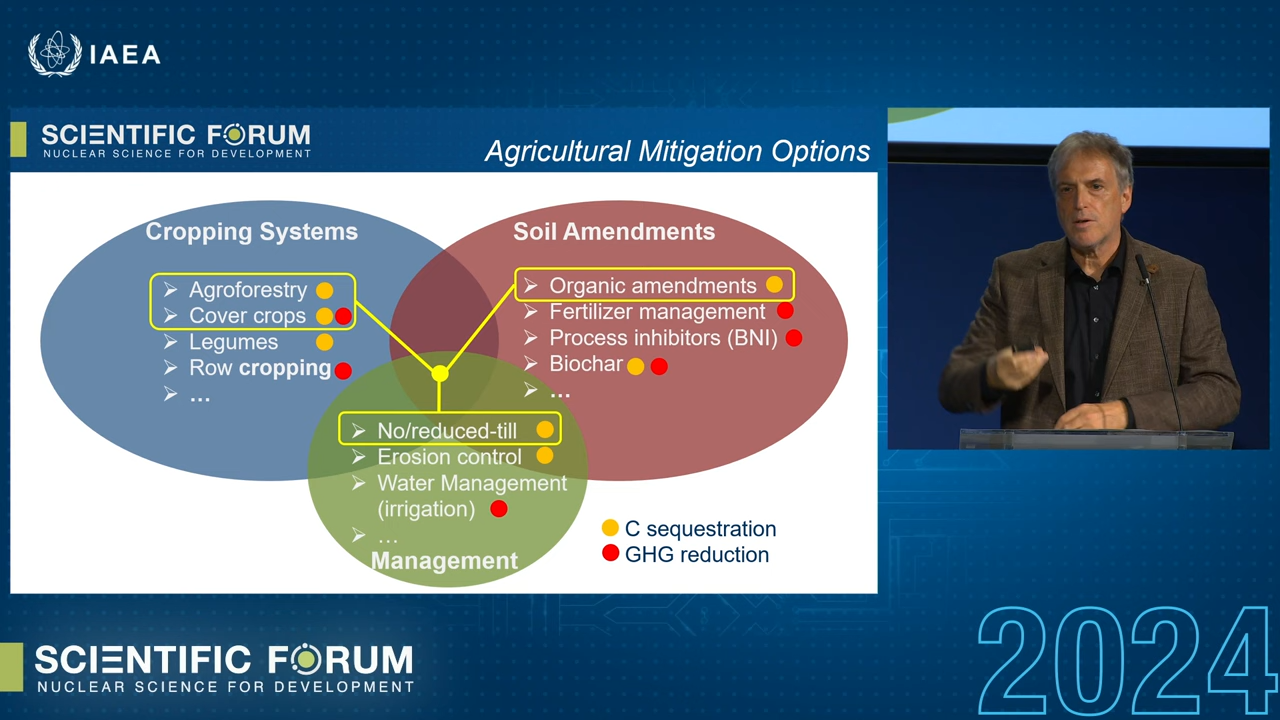 IAEA
SCIENTIFIC FORUM
NUCLEAR SCIENCE FOR DEVELOPMENT
Agricultural Mitigation Options
Cropping Systems
Agroforestry
Cover crops
Legumes
Row cropping
...
Soil Amendments
Organic amendments
Fertilizer management
Process inhibitors (BNI)
Biochar
...
No/reduced-till
Erosion control
Water Management
(irrigation)
...
Management
C sequestration
GHG reduction
SCIENTIFIC FORUM
NUCLEAR SCIENCE FOR DEVELOPMENT
2024